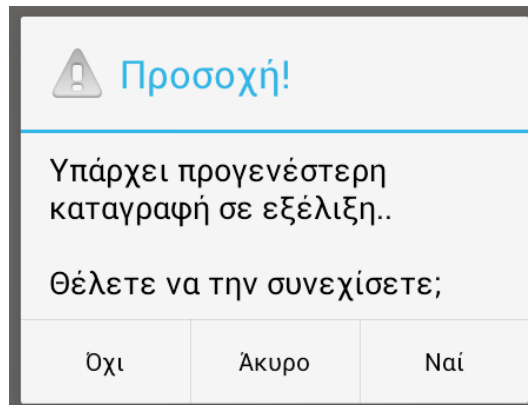 Προσοχή!
Υπάρχει προγενέστερη
καταγραφή σε εξέλιξη..
Θέλετε να την συνεχίσετε;
Όχι
Άκυρο
Ναί